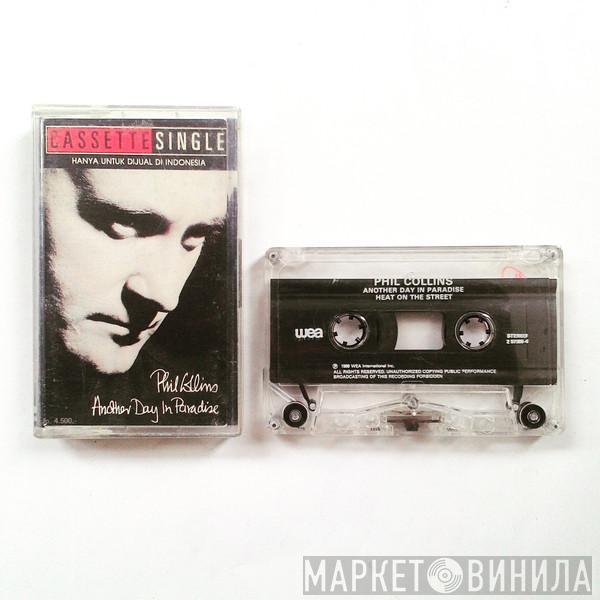 CASSETTE SINGLE
HANYA UNTUK DIJUAL DI INDONESIA
Phil Collins
Another Day In Paradise
4.500,-
PHIL COLLINS
ANOTHER DAY IN PARADISE
HEAT ON THE STREET
wea
STEREO
℗ 1989 WEA International Inc.
ALL RIGHTS RESERVED. UNAUTHORIZED COPYING PUBLIC PERFORMANCE
BROADCASTING OF THIS RECORDING FORBIDDEN
МАРКЕТ ВИНИЛА